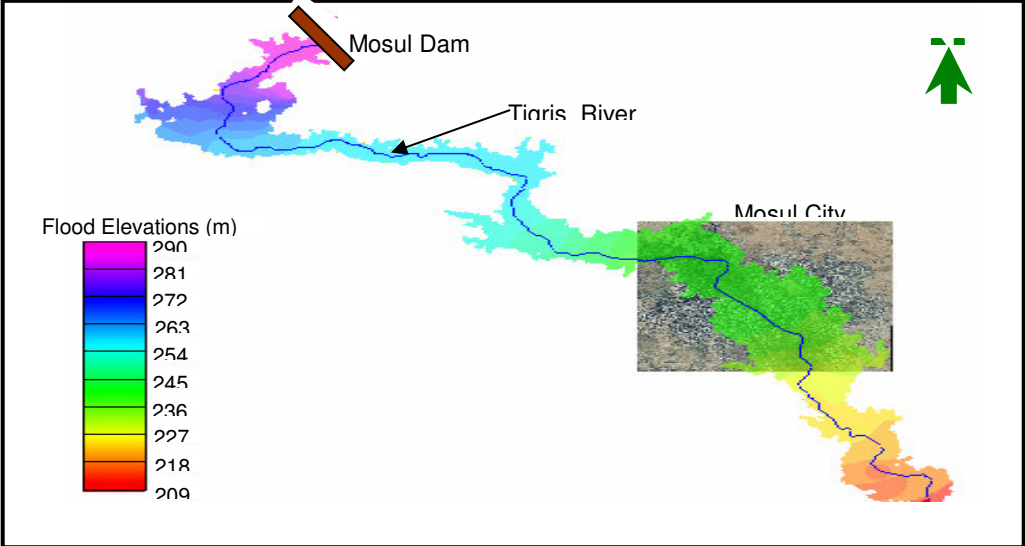 Mosul Dam
Tigris River
Mosul City
Flood Elevations (m)
290
281
272
263
254
245
236
227
218
209